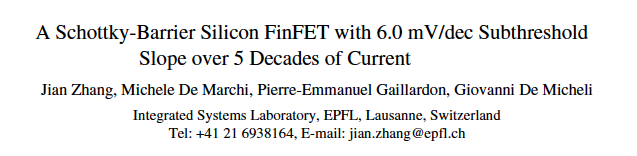 A Schottky-Barrier Silicon FinFET with 6.0 mV/dec Subthreshold
Slope over 5 Decades of Current
Jian Zhang, Michele De Marchi, Pierre-Emmanuel Gaillardon, Giovanni De Micheli
Integrated Systems Laboratory, EPFL, Lausanne, Switzerland
Tel: +41 21 6938164, E-mail: jian.zhang@epfl.ch